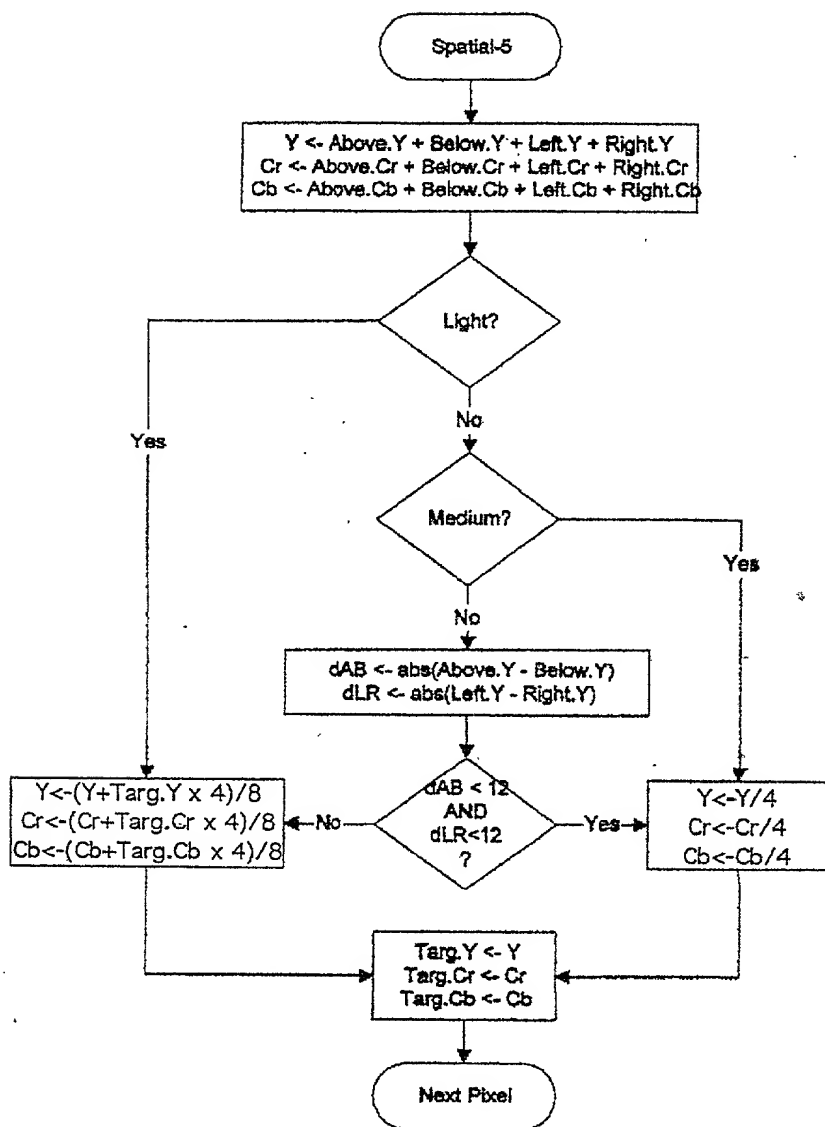 Spatial-5
Y <- Above.Y + Below.Y + Left.Y + Right.Y
Cr <- Above.Cr + Below.Cr + Left.Cr + Right.Cr
Cb <- Above.Cb + Below.Cb + Left.Cb + Right.Cb
Light?
Yes
No
Medium?
Yes
No
dAB <- abs(Above.Y - Below.Y)
dLR <- abs(Left.Y - Right.Y)
Y<-(Y+Targ.Y x 4)/8
Cr<-(Cr+Targ.Cr x 4)/8
Cb<-(Cb+Targ.Cb x 4)/8
No
dAB < 12
AND
dLR<12
?
Yes
Y<-Y/4
Cr<-Cr/4
Cb<-Cb/4
Targ.Y <- Y
Targ.Cr <- Cr
Targ.Cb <- Cb
Next Pixel